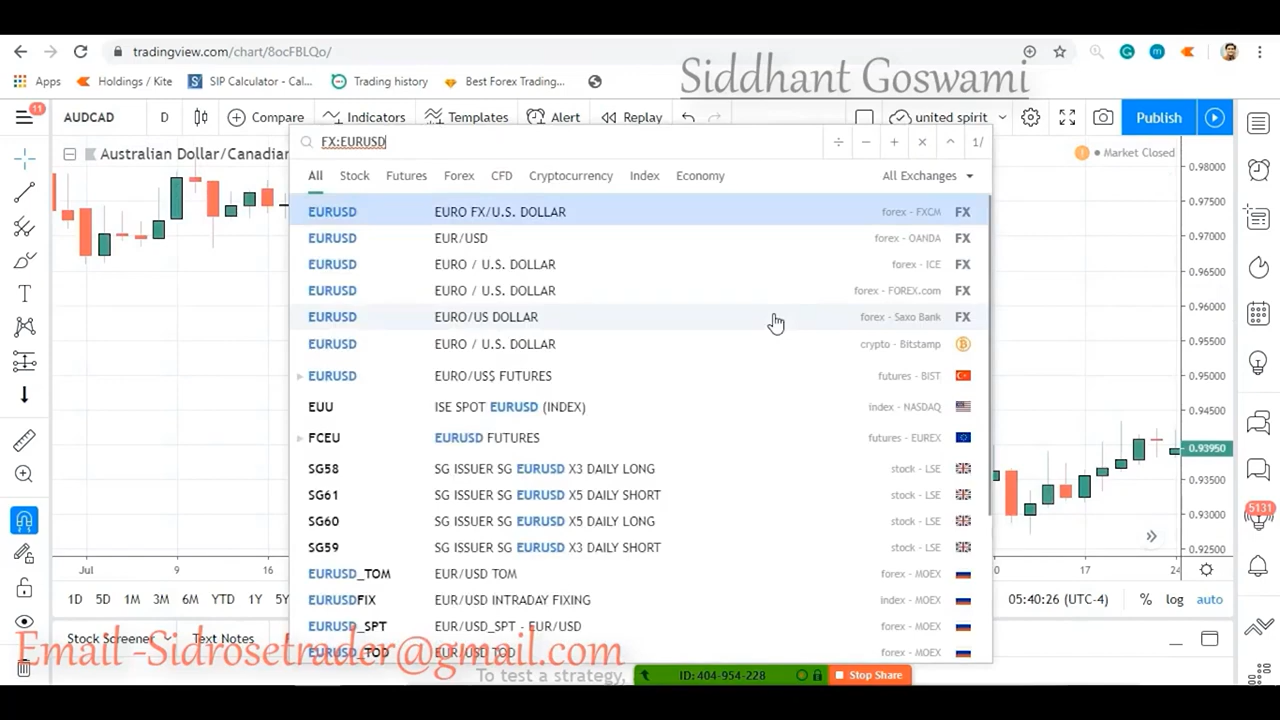 tradingview.com/chart/8ocFBLQo/
Siddhant Goswami
Apps Holdings / Kite SIP Calculator - Cal... Trading history Best Forex Trading...
11 AUDCAD D Compare Indicators Templates Alert Replay united spirit Publish
FX:EURUSD 1/
Australian Dollar/Canadian Market Closed
All Stock Futures Forex CFD Cryptocurrency Index Economy All Exchanges
EURUSD EURO FX/U.S. DOLLAR forex - FXCM FX
EURUSD EUR/USD forex - OANDA FX
EURUSD EURO / U.S. DOLLAR forex - ICE FX
EURUSD EURO / U.S. DOLLAR forex - FOREX.com FX
EURUSD EURO/US DOLLAR forex - Saxo Bank FX
EURUSD EURO / U.S. DOLLAR crypto - Bitstamp
EURUSD EURO/US$ FUTURES futures - BIST
EUU ISE SPOT EURUSD (INDEX) index - NASDAQ
FCEU EURUSD FUTURES futures - EUREX
SG58 SG ISSUER SG EURUSD X3 DAILY LONG stock - LSE
SG61 SG ISSUER SG EURUSD X5 DAILY SHORT stock - LSE
SG60 SG ISSUER SG EURUSD X5 DAILY LONG stock - LSE
SG59 SG ISSUER SG EURUSD X3 DAILY SHORT stock - LSE
EURUSD_TOM EUR/USD TOM forex - MOEX
EURUSDFIX EUR/USD INTRADAY FIXING index - MOEX
EURUSD_SPT EUR/USD_SPT - EUR/USD forex - MOEX
EURUSD_TOD EUR/USD TOD forex - MOEX
0.98000
0.97500
0.97000
0.96500
0.96000
0.95500
0.95000
0.94500
0.93950
0.93500
0.93000
0.92500
5131
Jul 9 16 0 17 24
1D 5D 1M 3M 6M YTD 1Y 5Y 05:40:26 (UTC-4) % log auto
Stock Screener Text Notes
Email -Sidrosetrader@gmail.com
To test a strategy,
ID: 404-954-228 Stop Share